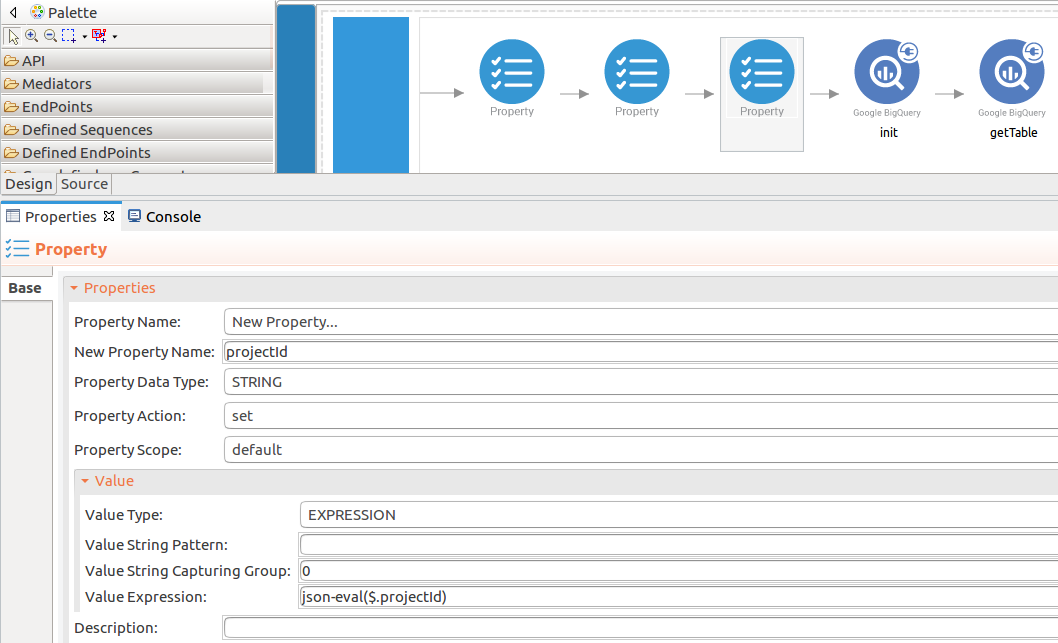 Palette
API
Mediators
EndPoints
Defined Sequences
Defined EndPoints
Property
Property
Property
Google BigQuery
init
Google BigQuery
getTable
Design
Source
Properties
Console
Property
Base
Properties
Property Name: New Property...
New Property Name: projectId
Property Data Type: STRING
Property Action: set
Property Scope: default
Value
Value Type: EXPRESSION
Value String Pattern:
Value String Capturing Group: 0
Value Expression: json-eval($.projectId)
Description: